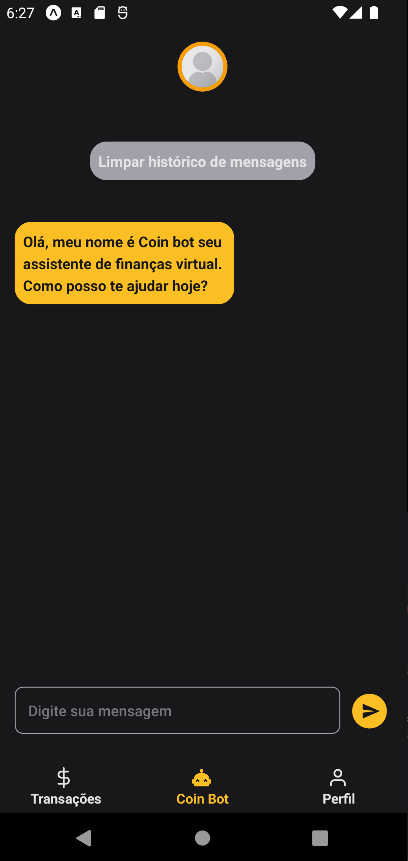 6:27
Limpar histórico de mensagens
Olá, meu nome é Coin bot seu
assistente de finanças virtual.
Como posso te ajudar hoje?
Digite sua mensagem
Transações
Coin Bot
Perfil